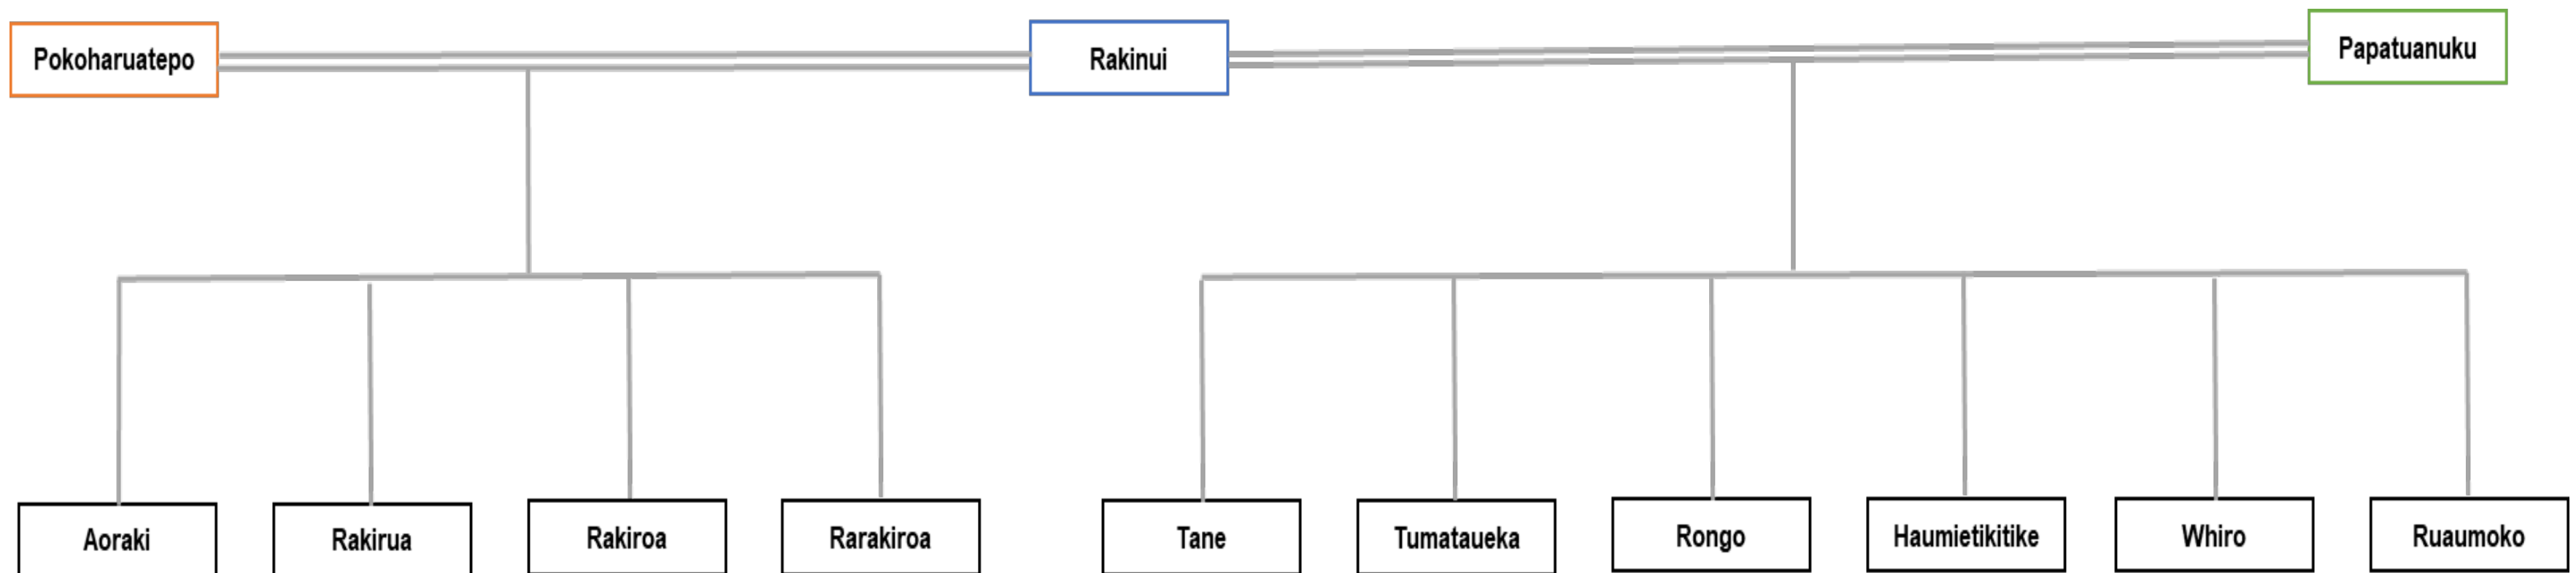 Pokoharuatepo
Rakinui
Papatuanuku
Aoraki
Rakirua
Rakiroa
Rarakiroa
Tane
Tumataueka
Rongo
Haumietikitike
Whiro
Ruaumoko